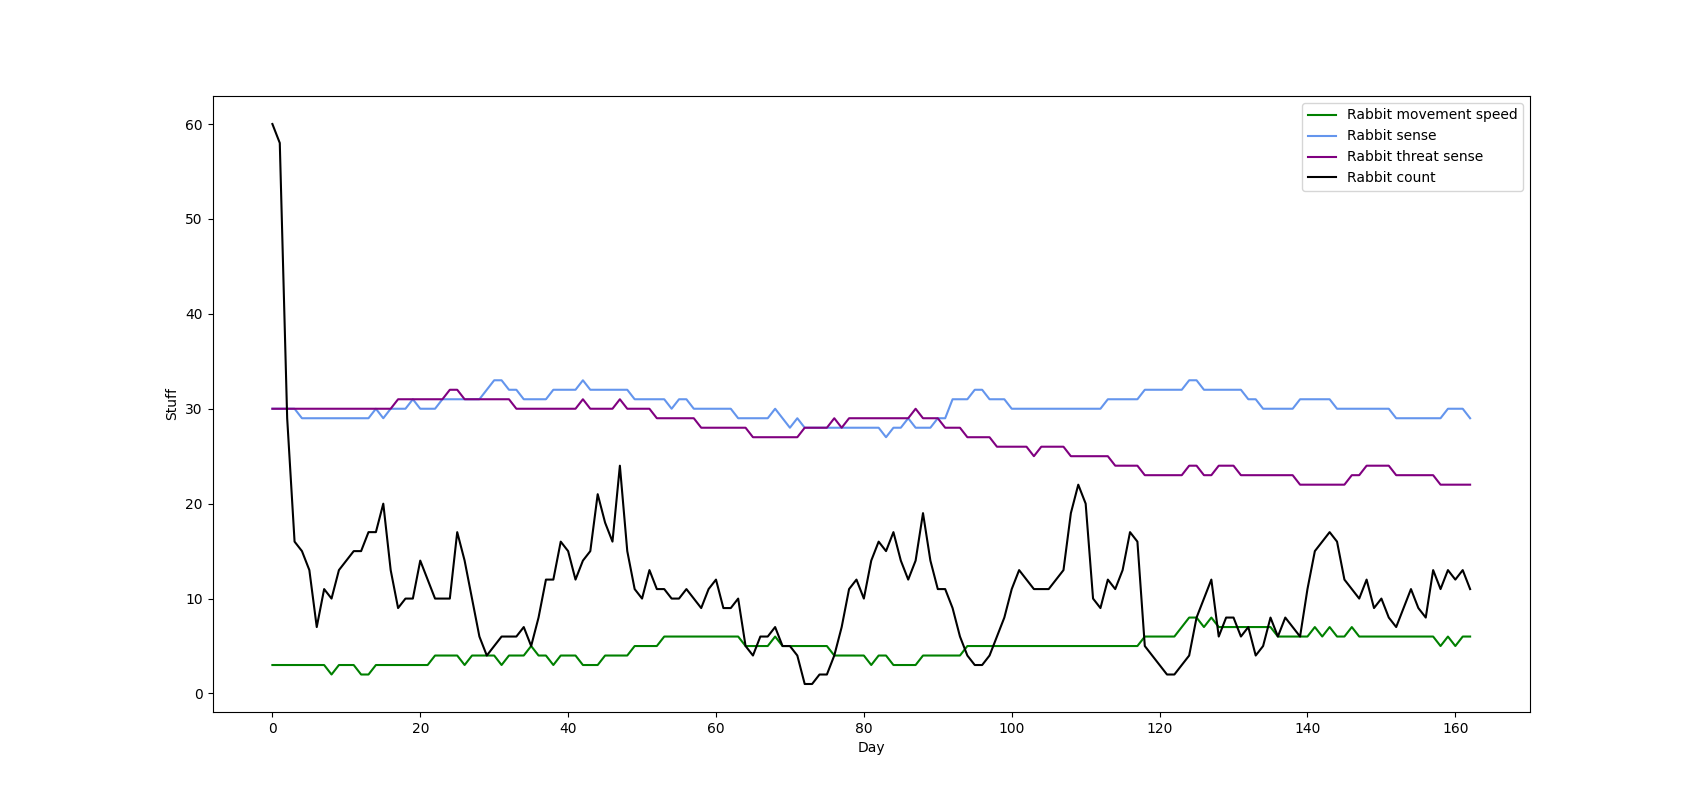 Rabbit movement speed
Rabbit sense
Rabbit threat sense
Rabbit count
60
50
40
30
20
10
0
Stuff
0 20 40 60 80 100 120 140 160
Day